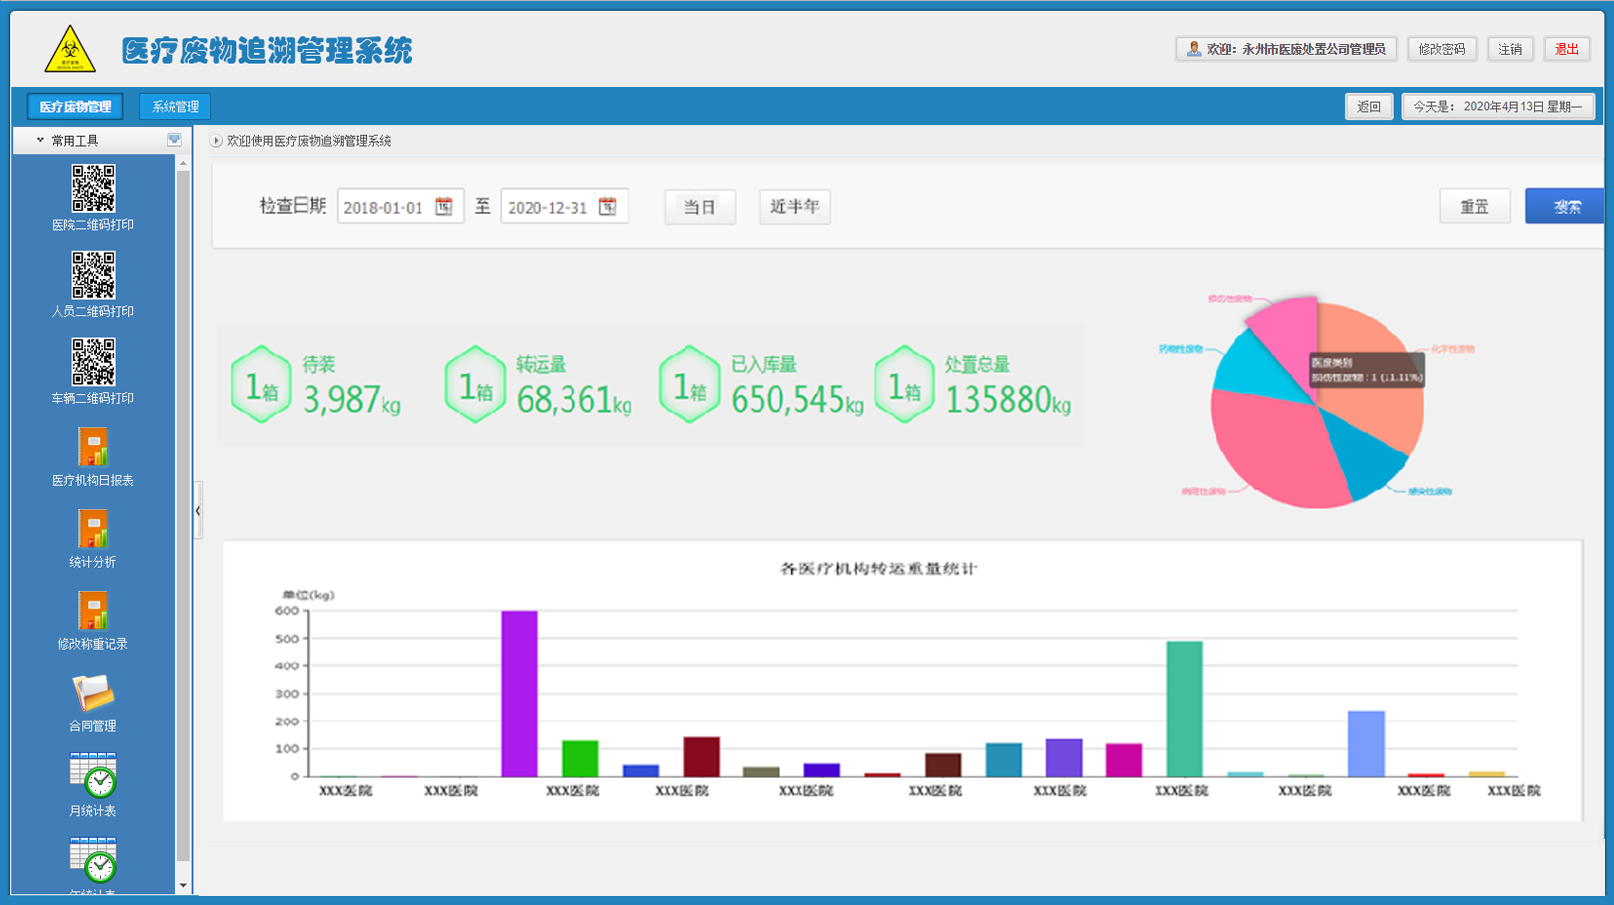 医疗废物追溯管理系统
欢迎: 永州市医废处置公司管理员
修改密码
注销
退出
医疗废物管理
系统管理
返回
今天是: 2020年4月13日 星期一
常用工具
欢迎使用医疗废物追溯管理系统
医院二维码打印
人员二维码打印
车辆二维码打印
医疗机构日报表
统计分析
修改称重记录
合同管理
月统计表
检查日期
2018-01-01
至
2020-12-31
当日
近半年
重置
搜索
1箱
待装
3,987kg
1箱
转运量
68,361kg
1箱
已入库量
650,545kg
1箱
处置总量
135880kg
损伤性废物
药物性废物
化学性废物
医废类别
损伤性废物 : 1 (11.11%)
病理性废物
感染性废物
各医疗机构转运重量统计
单位(kg)
600
500
400
300
200
100
0
XXX医院
XXX医院
XXX医院
XXX医院
XXX医院
XXX医院
XXX医院
XXX医院
XXX医院
XXX医院
XXX医院